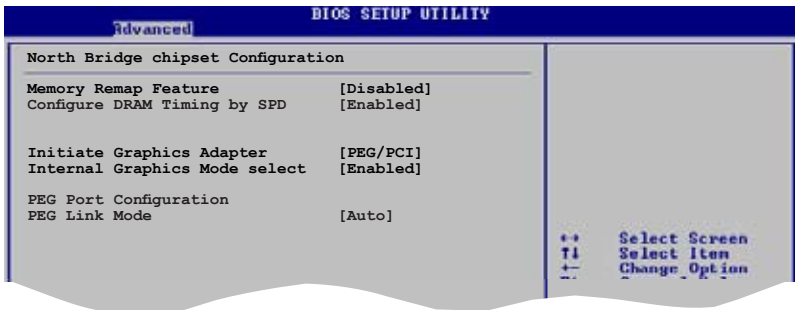 BIOS SETUP UTILITY
Advanced
North Bridge chipset Configuration
Memory Remap Feature [Disabled]
Configure DRAM Timing by SPD [Enabled]
Initiate Graphics Adapter [PEG/PCI]
Internal Graphics Mode select [Enabled]
PEG Port Configuration
PEG Link Mode [Auto]
↔ Select Screen
↑↓ Select Item
+- Change Option